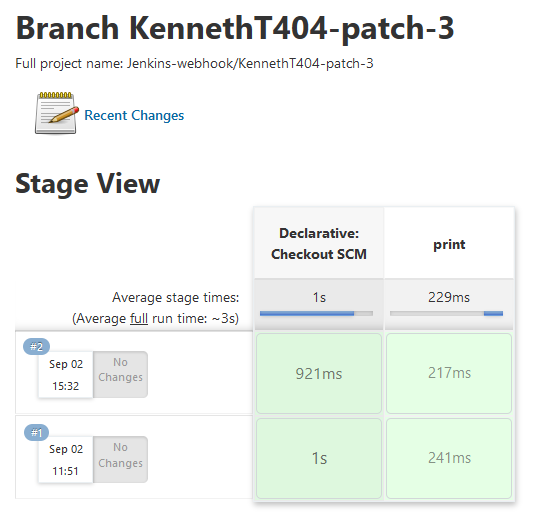 Branch KennethT404-patch-3
Full project name: Jenkins-webhook/KennethT404-patch-3
Recent Changes
Stage View
Declarative:
Checkout SCM
print
Average stage times:
(Average full run time: ~3s)
1s
229ms
#2
Sep 02
15:32
No
Changes
921ms
217ms
#1
Sep 02
11:51
No
Changes
1s
241ms